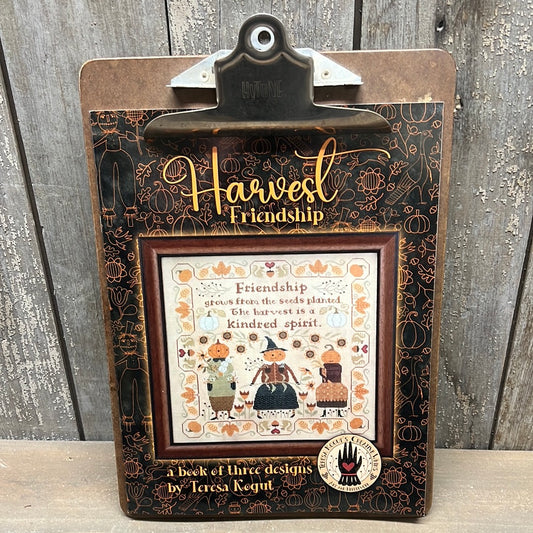 Harvest
Friendship
Friendship
grows from the seeds planted.
The harvest is a
kindred spirit.
a book of three designs
by Teresa Kogut